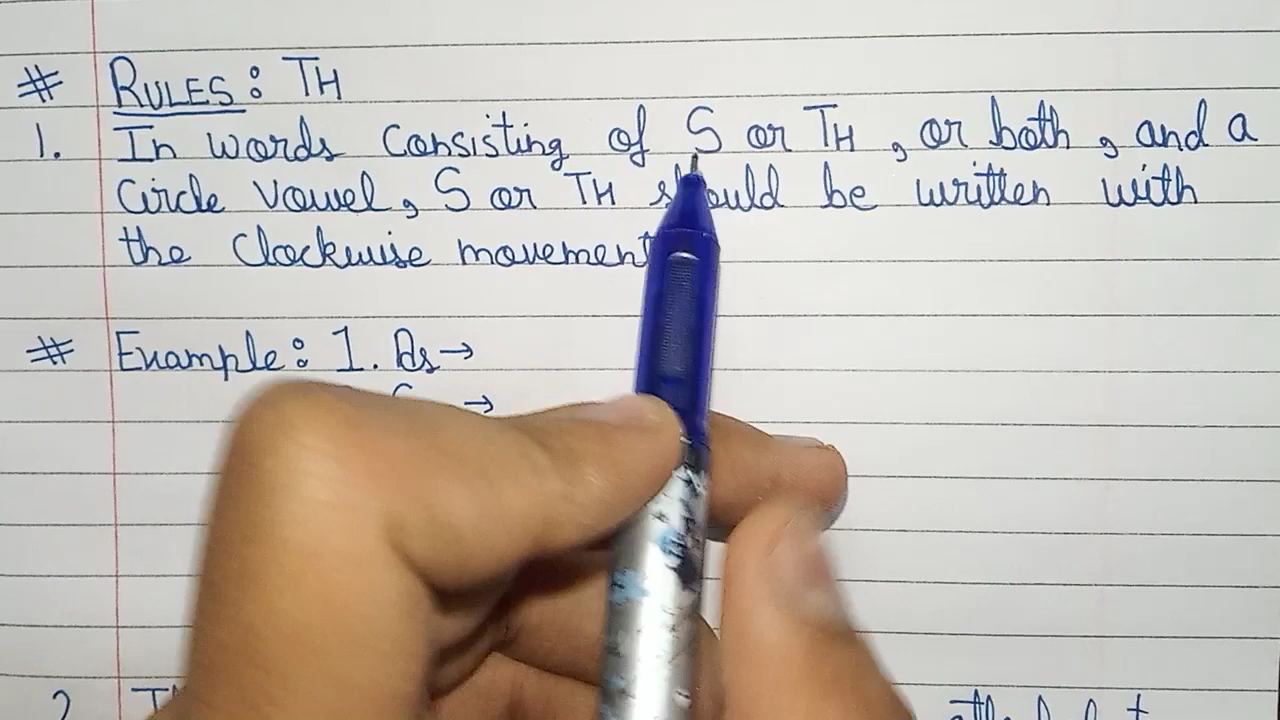 # RULES: TH
1. In words consisting of S or TH, or both, and a
circle vowel, S or TH should be written with
the clockwise movement
# Example: 1. As→
→
2